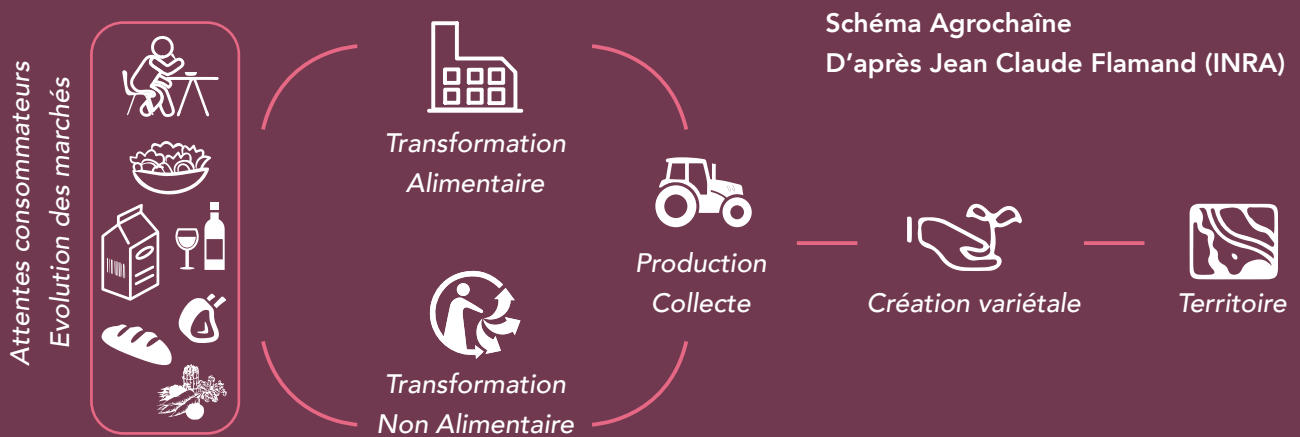 Schéma Agrochaîne
D'après Jean Claude Flamand (INRA)
Attentes consommateurs
Evolution des marchés
Transformation
Alimentaire
Transformation
Non Alimentaire
Production
Collecte
Création variétale
Territoire